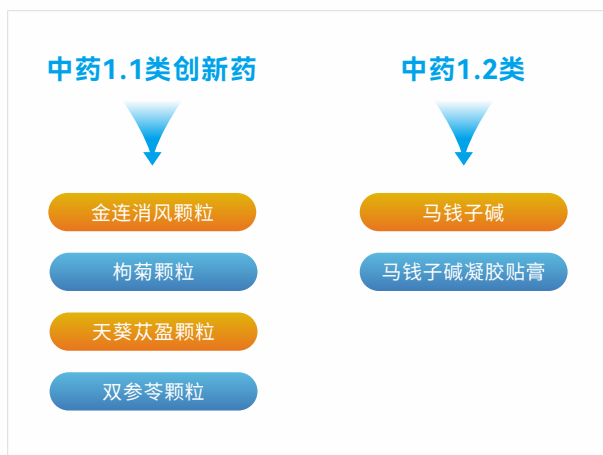 中药1.1类创新药
金连消风颗粒
枸菊颗粒
天葵苁盈颗粒
双参苓颗粒
中药1.2类
马钱子碱
马钱子碱凝胶贴膏